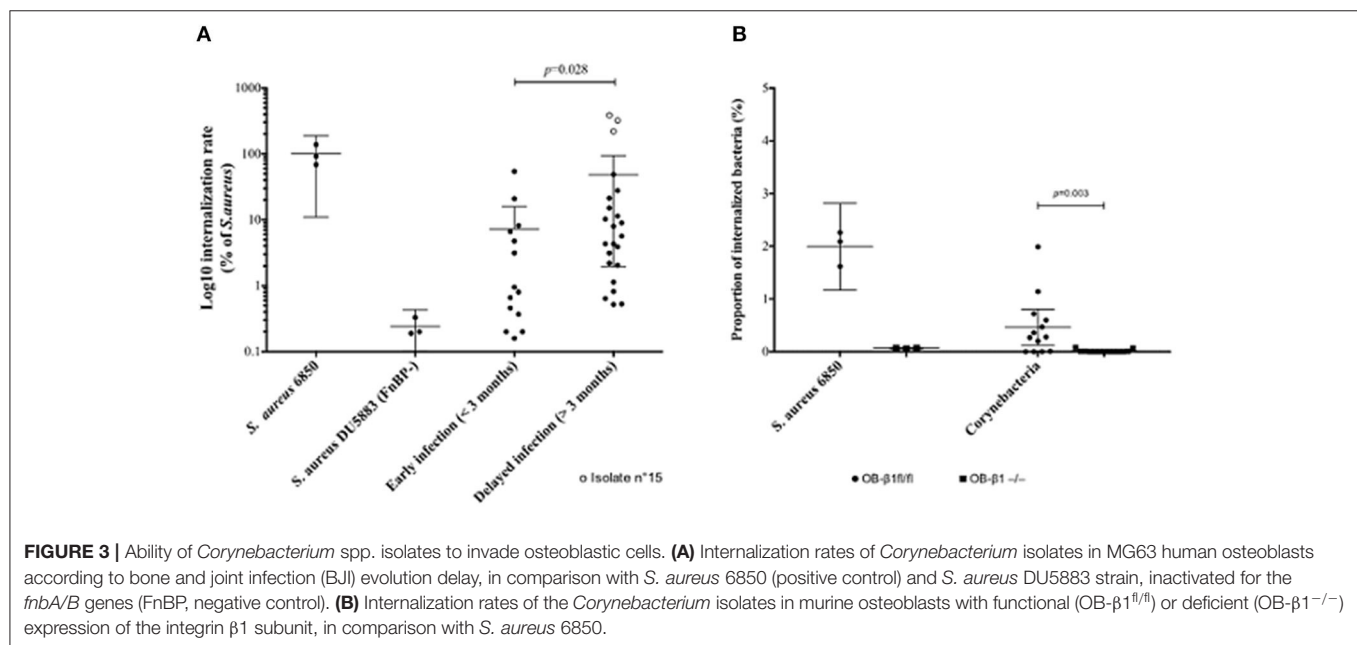 A
p=0.028
Log10 internalization rate
(% of S.aureus)
1000
100
10
1
0.1
S. aureus 6850
S. aureus DU5883 (FnBP-)
Early infection (< 3 months)
Delayed infection (> 3 months)
o Isolate n°15
B
p=0.003
Proportion of internalized bacteria (%)
5
4
3
2
1
0
S. aureus 6850
Corynebacteria
● OB-β1fl/fl
■ OB-β1 −/−
FIGURE 3 | Ability of Corynebacterium spp. isolates to invade osteoblastic cells. (A) Internalization rates of Corynebacterium isolates in MG63 human osteoblasts
according to bone and joint infection (BJI) evolution delay, in comparison with S. aureus 6850 (positive control) and S. aureus DU5883 strain, inactivated for the
fnbA/B genes (FnBP, negative control). (B) Internalization rates of the Corynebacterium isolates in murine osteoblasts with functional (OB-β1fl/fl) or deficient (OB-β1−/−)
expression of the integrin β1 subunit, in comparison with S. aureus 6850.